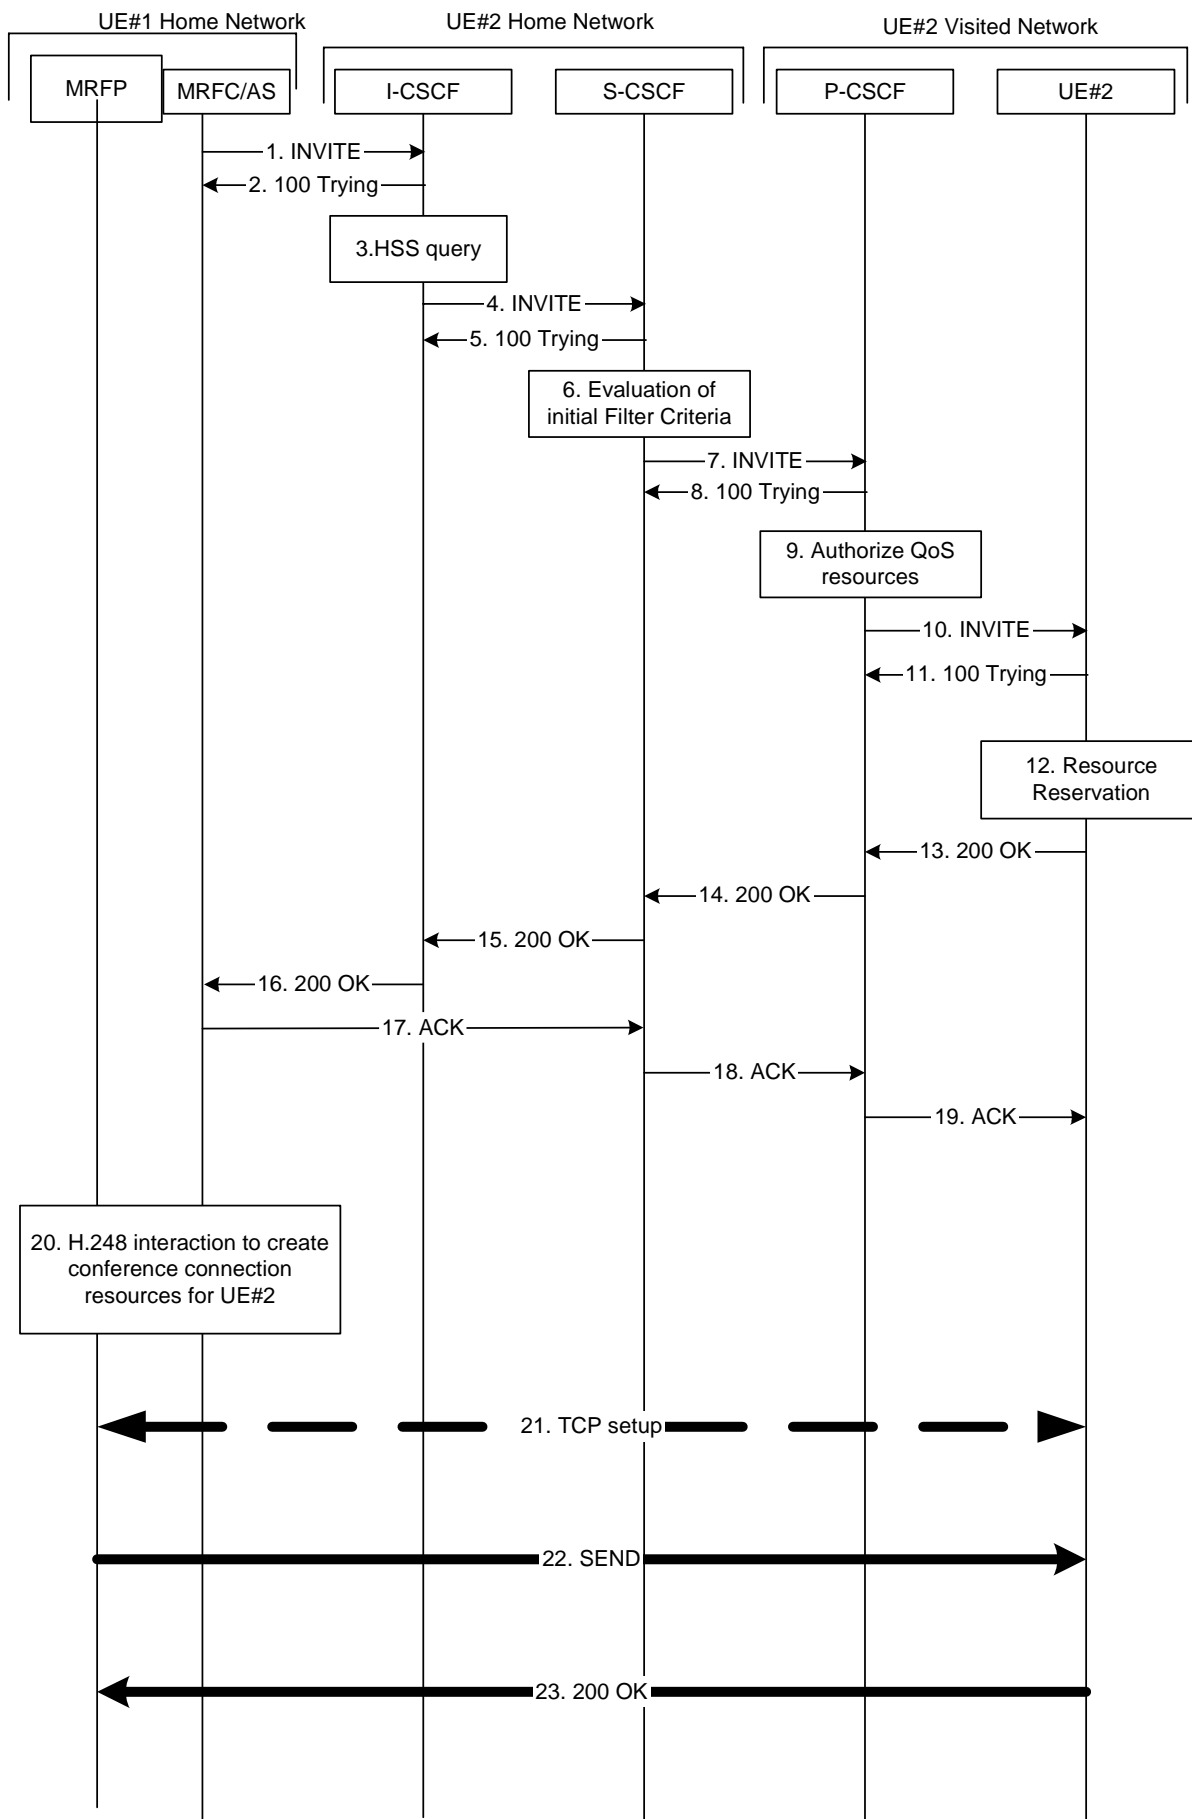 UE#1 Home Network
UE#2 Home Network
UE#2 Visited Network
MRFP
MRFC/AS
I-CSCF
S-CSCF
P-CSCF
UE#2
1. INVITE
2. 100 Trying
3.HSS query
4. INVITE
5. 100 Trying
6. Evaluation of
initial Filter Criteria
7. INVITE
8. 100 Trying
9. Authorize QoS
resources
10. INVITE
11. 100 Trying
12. Resource
Reservation
13. 200 OK
14. 200 OK
15. 200 OK
16. 200 OK
17. ACK
18. ACK
19. ACK
20. H.248 interaction to create
conference connection
resources for UE#2
21. TCP setup
22. SEND
23. 200 OK